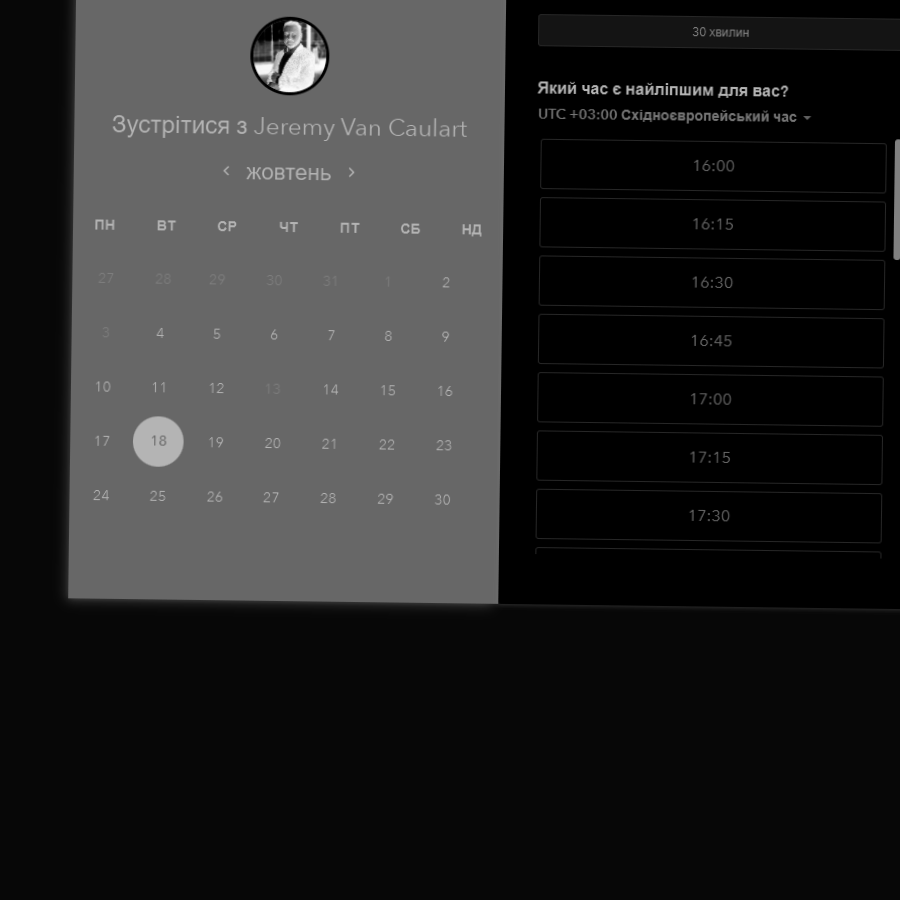 Зустрітися з Jeremy Van Caulart
‹ жовтень ›
ПН ВТ СР ЧТ ПТ СБ НД
27 28 29 30 31 1 2
3 4 5 6 7 8 9
10 11 12 13 14 15 16
17 18 19 20 21 22 23
24 25 26 27 28 29 30
30 хвилин
Який час є найліпшим для вас?
UTC +03:00 Східноєвропейський час
16:00
16:15
16:30
16:45
17:00
17:15
17:30